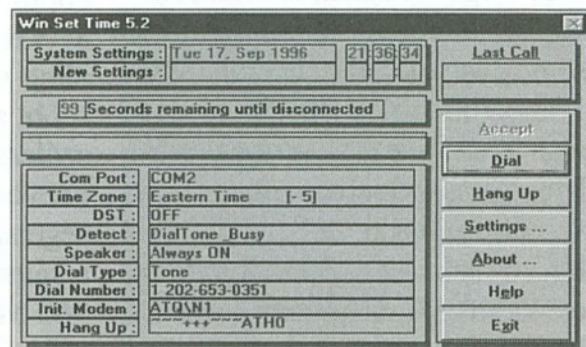 Win Set Time 5.2
System Settings : Tue 17, Sep 1996 21:36:34
New Settings :
99 Seconds remaining until disconnected
Com Port : COM2
Time Zone : Eastern Time [- 5]
DST : OFF
Detect : DialTone Busy
Speaker : Always ON
Dial Type : Tone
Dial Number : 1 202-653-0351
Init. Modem : ATQ\N1
Hang Up : ~~~+++~~~ATH0
Last Call
Accept
Dial
Hang Up
Settings ...
About ...
Help
Exit